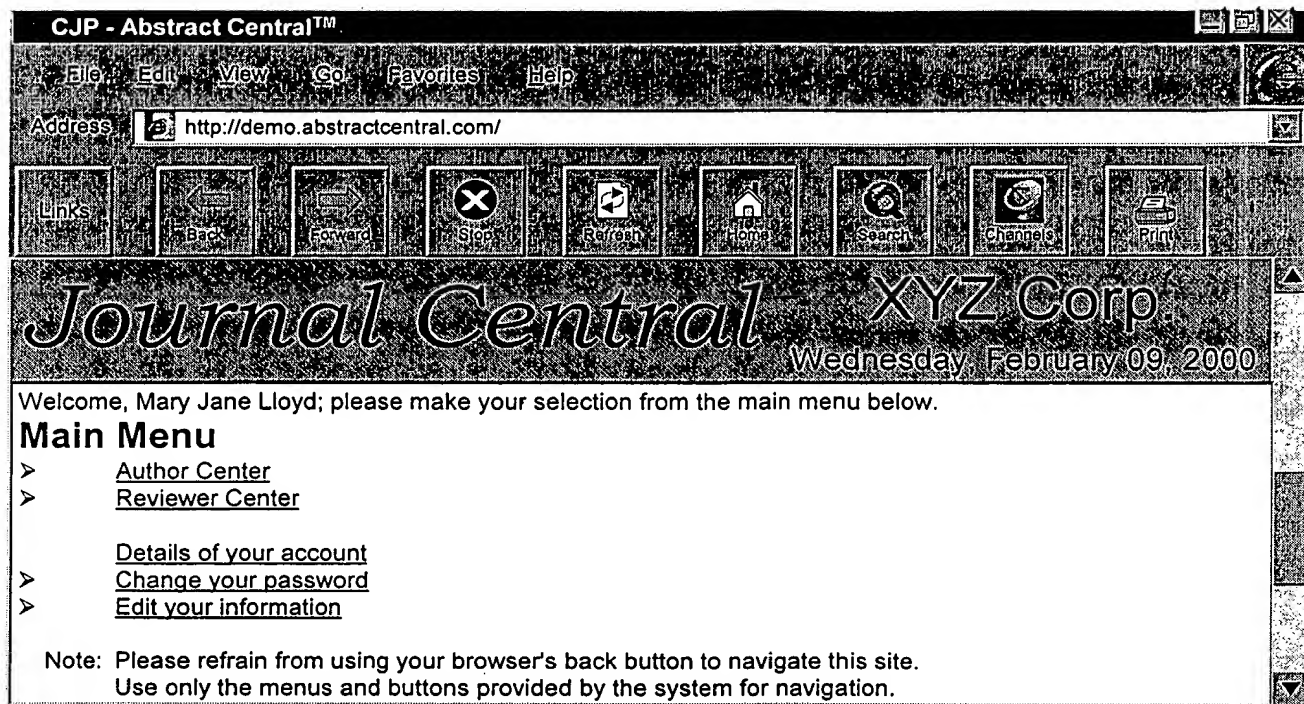 CJP - Abstract Central™
File Edit View Go Favorites Help
Address http://demo.abstractcentral.com/
Links Back Forward Stop Refresh Home Search Channels Print
Journal Central XYZ Corp.
Wednesday, February 09, 2000
Welcome, Mary Jane Lloyd; please make your selection from the main menu below.
Main Menu
➢ Author Center
➢ Reviewer Center
Details of your account
➢ Change your password
➢ Edit your information
Note: Please refrain from using your browser's back button to navigate this site.
Use only the menus and buttons provided by the system for navigation.